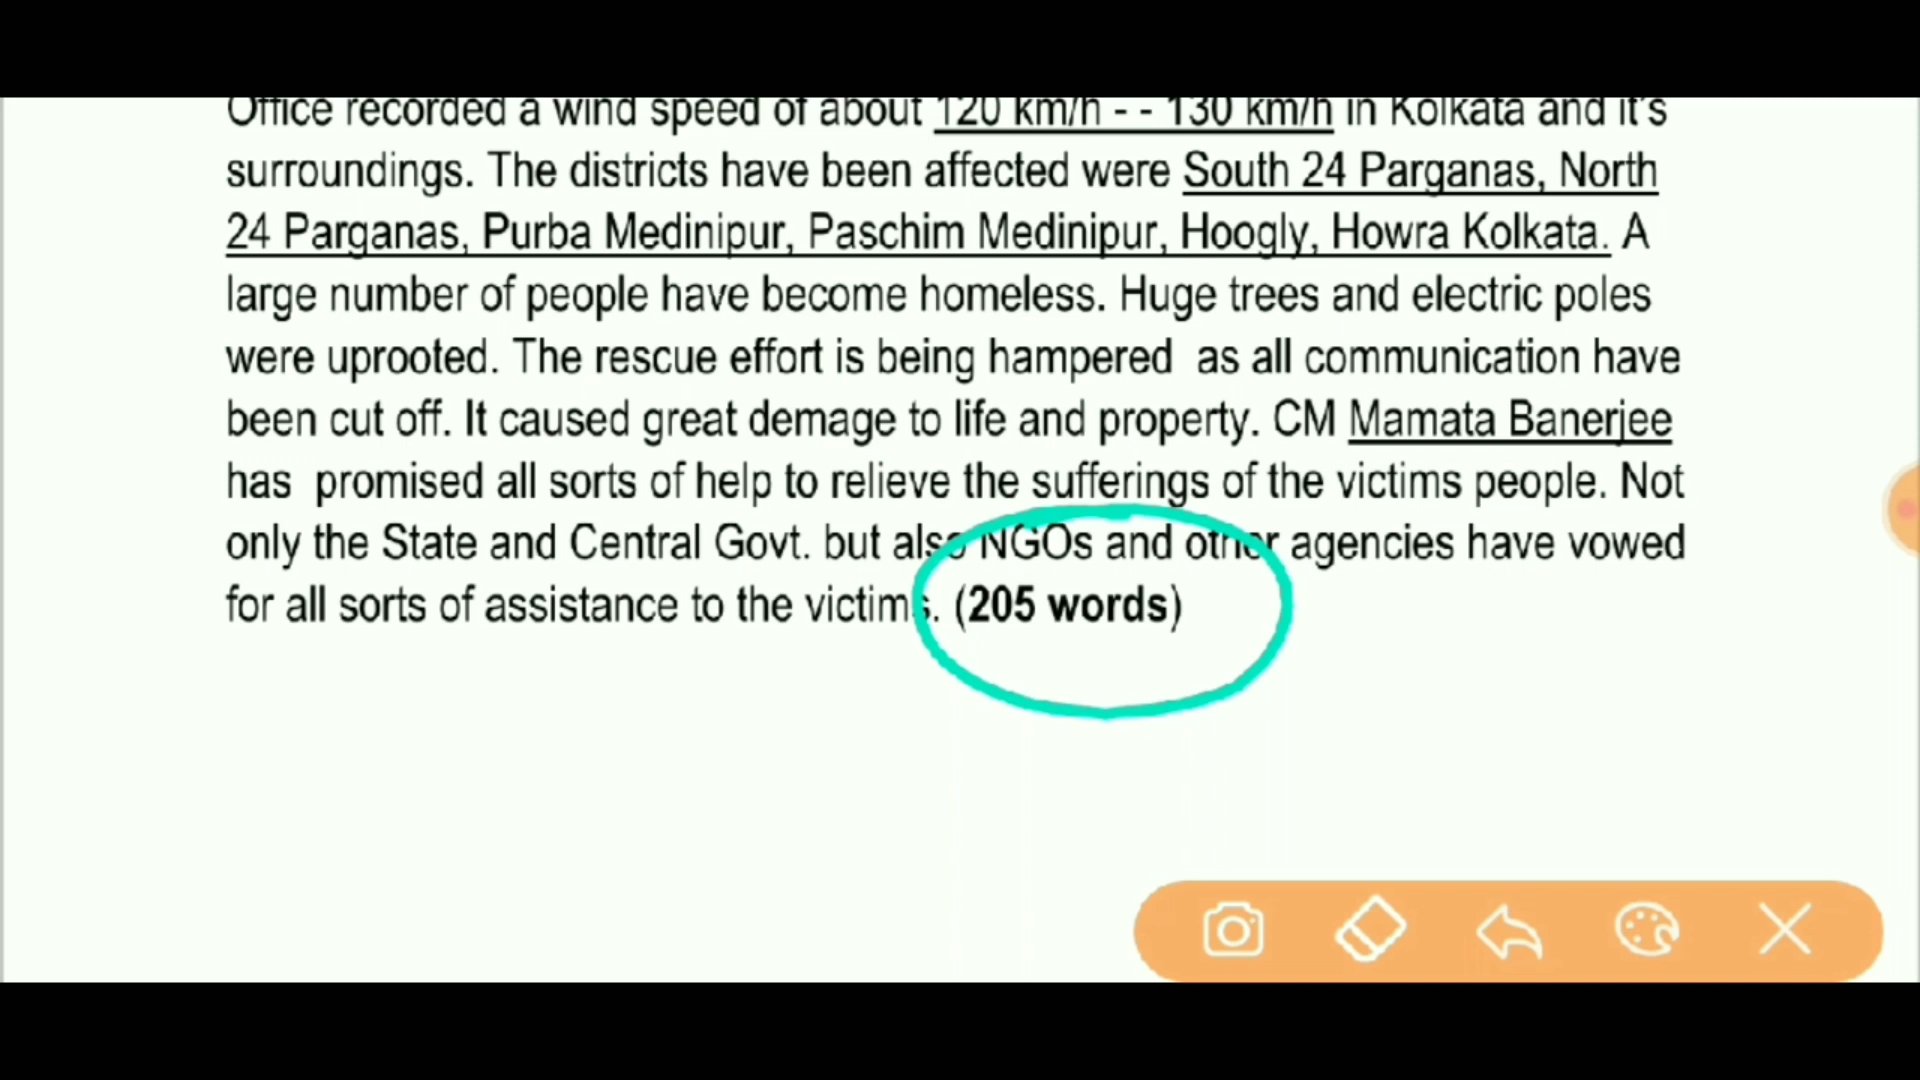 Office recorded a wind speed of about 120 km/h - - 130 km/h in Kolkata and it's
surroundings. The districts have been affected were South 24 Parganas, North
24 Parganas, Purba Medinipur, Paschim Medinipur, Hoogly, Howra Kolkata. A
large number of people have become homeless. Huge trees and electric poles
were uprooted. The rescue effort is being hampered  as all communication have
been cut off. It caused great demage to life and property. CM Mamata Banerjee
has  promised all sorts of help to relieve the sufferings of the victims people. Not
only the State and Central Govt. but also NGOs and other agencies have vowed
for all sorts of assistance to the victims. (205 words)